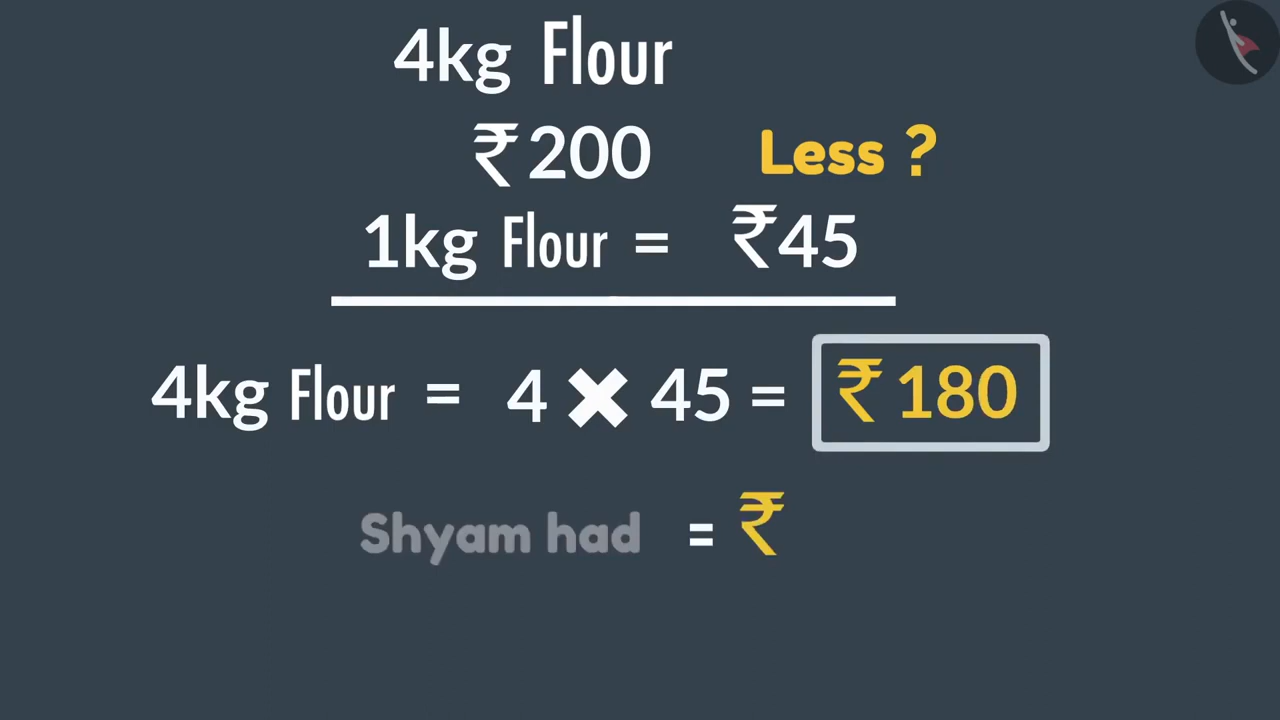 4kg Flour
₹200 Less ?
1kg Flour = ₹45
4kg Flour = 4 × 45 = ₹180
Shyam had = ₹